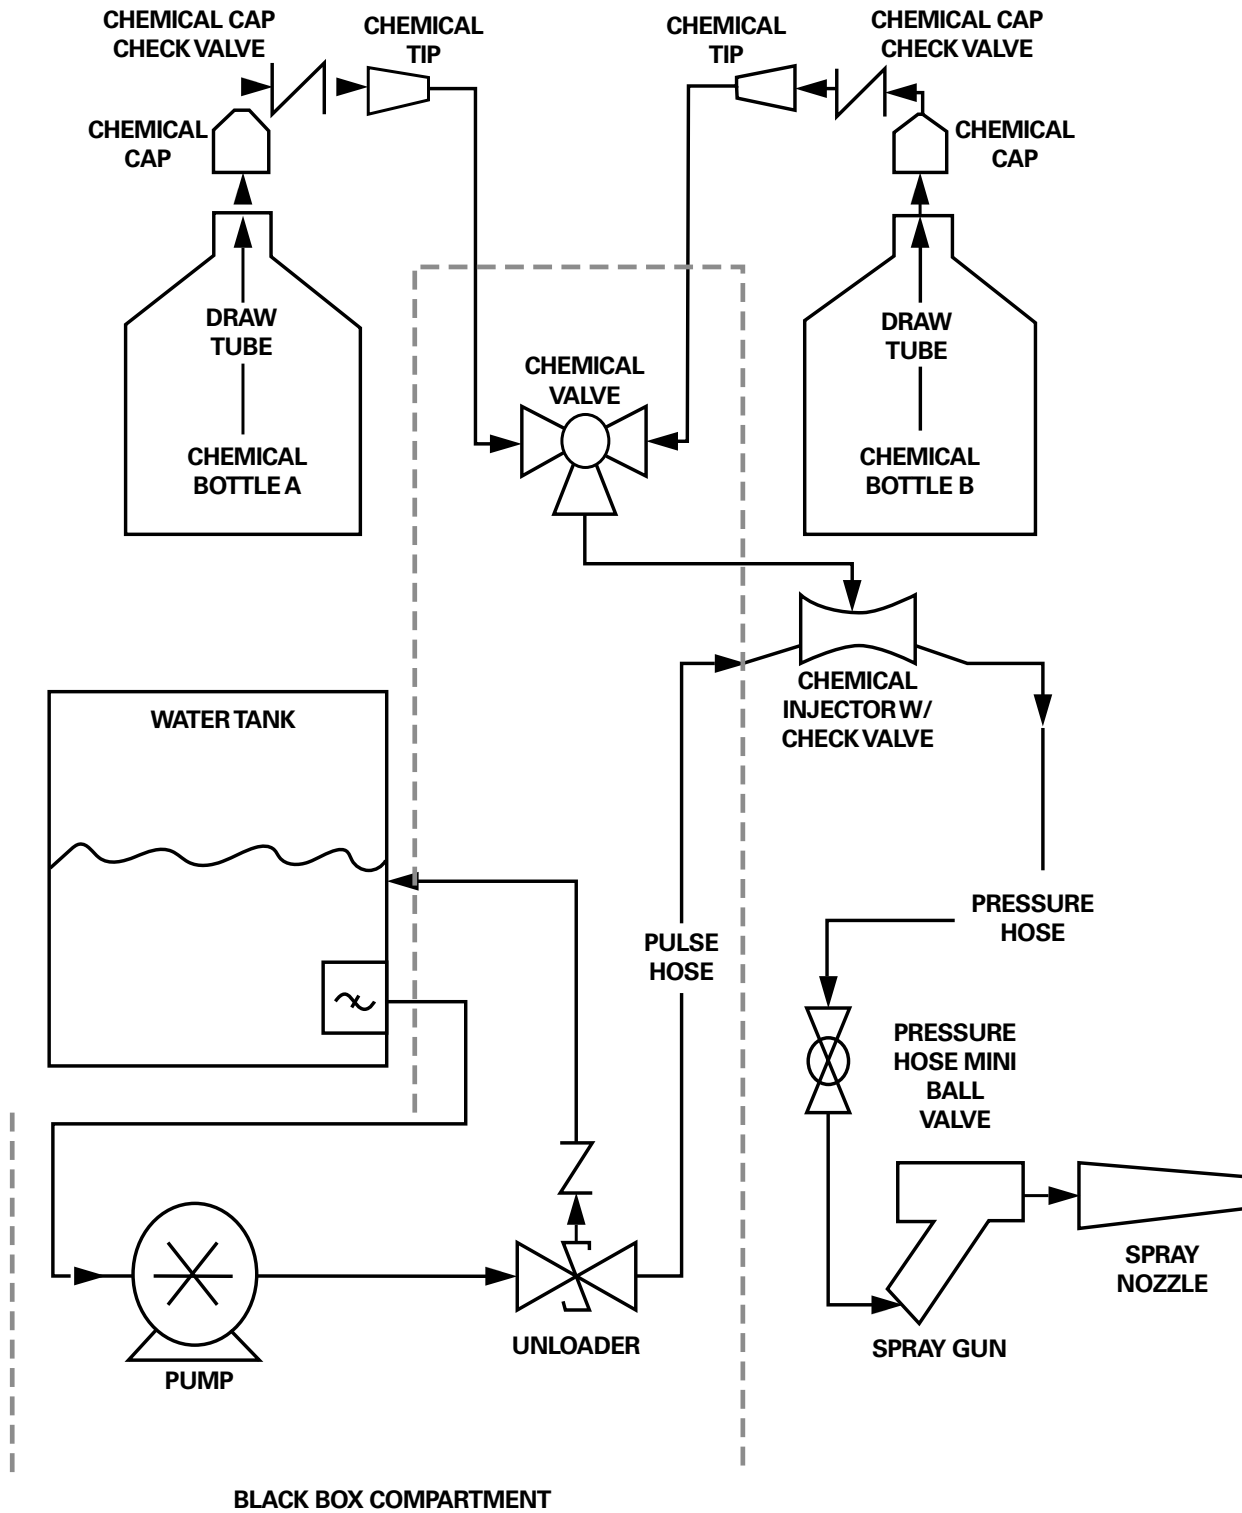 CHEMICAL CAP
CHECK VALVE
CHEMICAL
TIP
CHEMICAL
TIP
CHEMICAL CAP
CHECK VALVE
CHEMICAL
CAP
CHEMICAL
CAP
DRAW
TUBE
DRAW
TUBE
CHEMICAL
VALVE
CHEMICAL
BOTTLE A
CHEMICAL
BOTTLE B
CHEMICAL
INJECTOR W/
CHECK VALVE
WATER TANK
PRESSURE
HOSE
PULSE
HOSE
PRESSURE
HOSE MINI
BALL
VALVE
SPRAY
NOZZLE
UNLOADER
SPRAY GUN
PUMP
BLACK BOX COMPARTMENT